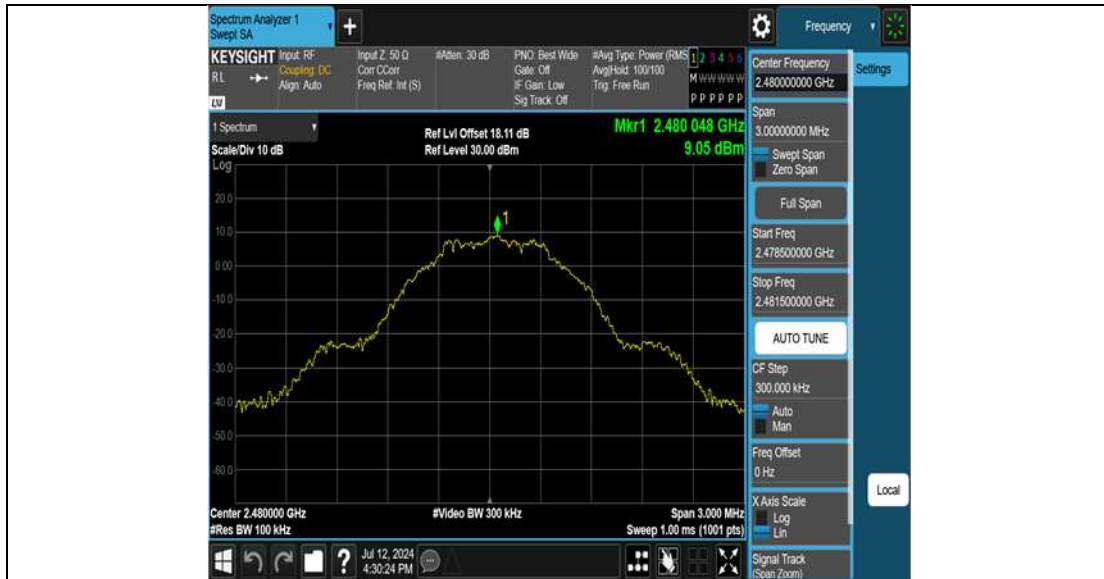 Spectrum Analyzer 1
Swept SA
Frequency
KEYSIGHT
Input: RF
Coupling: DC
Align: Auto
Input Z: 50 Ω
Corr CCorr
Freq Ref: Int (S)
#Atten: 30 dB
PNO: Best Wide
Gate: Off
IF Gain: Low
Sig Track: Off
#Avg Type: Power (RMS
Avg|Hold: 100/100
Trig: Free Run
1 2 3 4 5 6
M W W W W W
P P P P P P
RL
LXI
Center Frequency
2.480000000 GHz
Settings
1 Spectrum
Scale/Div 10 dB
Ref Lvl Offset 18.11 dB
Ref Level 30.00 dBm
Mkr1 2.480 048 GHz
9.05 dBm
Log
20.0
10.0
0.00
-10.0
-20.0
-30.0
-40.0
-50.0
-60.0
1
Center 2.480000 GHz
#Res BW 100 kHz
#Video BW 300 kHz
Span 3.000 MHz
Sweep 1.00 ms (1001 pts)
Span
3.00000000 MHz
Swept Span
Zero Span
Full Span
Start Freq
2.478500000 GHz
Stop Freq
2.481500000 GHz
AUTO TUNE
CF Step
300.000 kHz
Auto
Man
Freq Offset
0 Hz
X Axis Scale
Log
Lin
Signal Track
(Span Zoom)
Local
?
Jul 12, 2024
4:30:24 PM